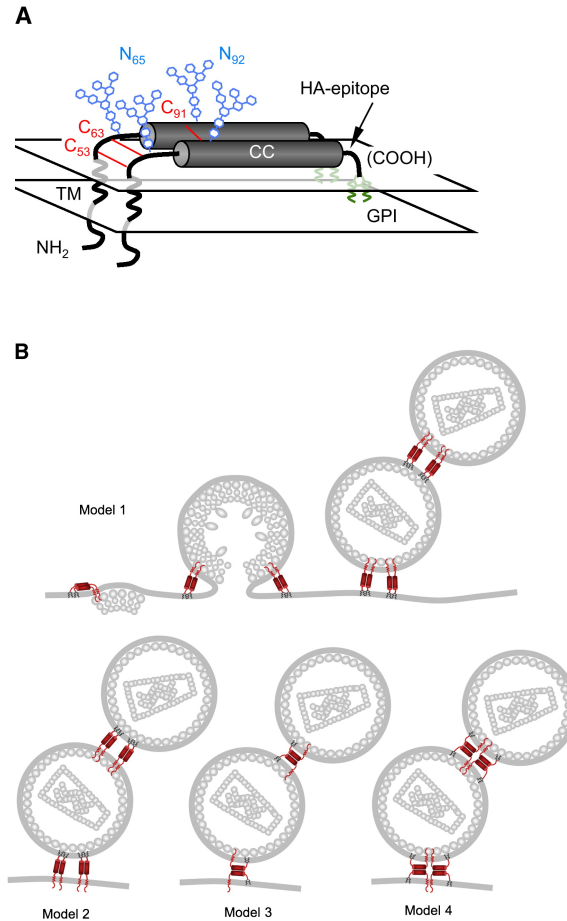 A
N65 N92
C91
HA-epitope
C63
C53
CC
(COOH)
TM
GPI
NH2
B
Model 1
Model 2
Model 3
Model 4